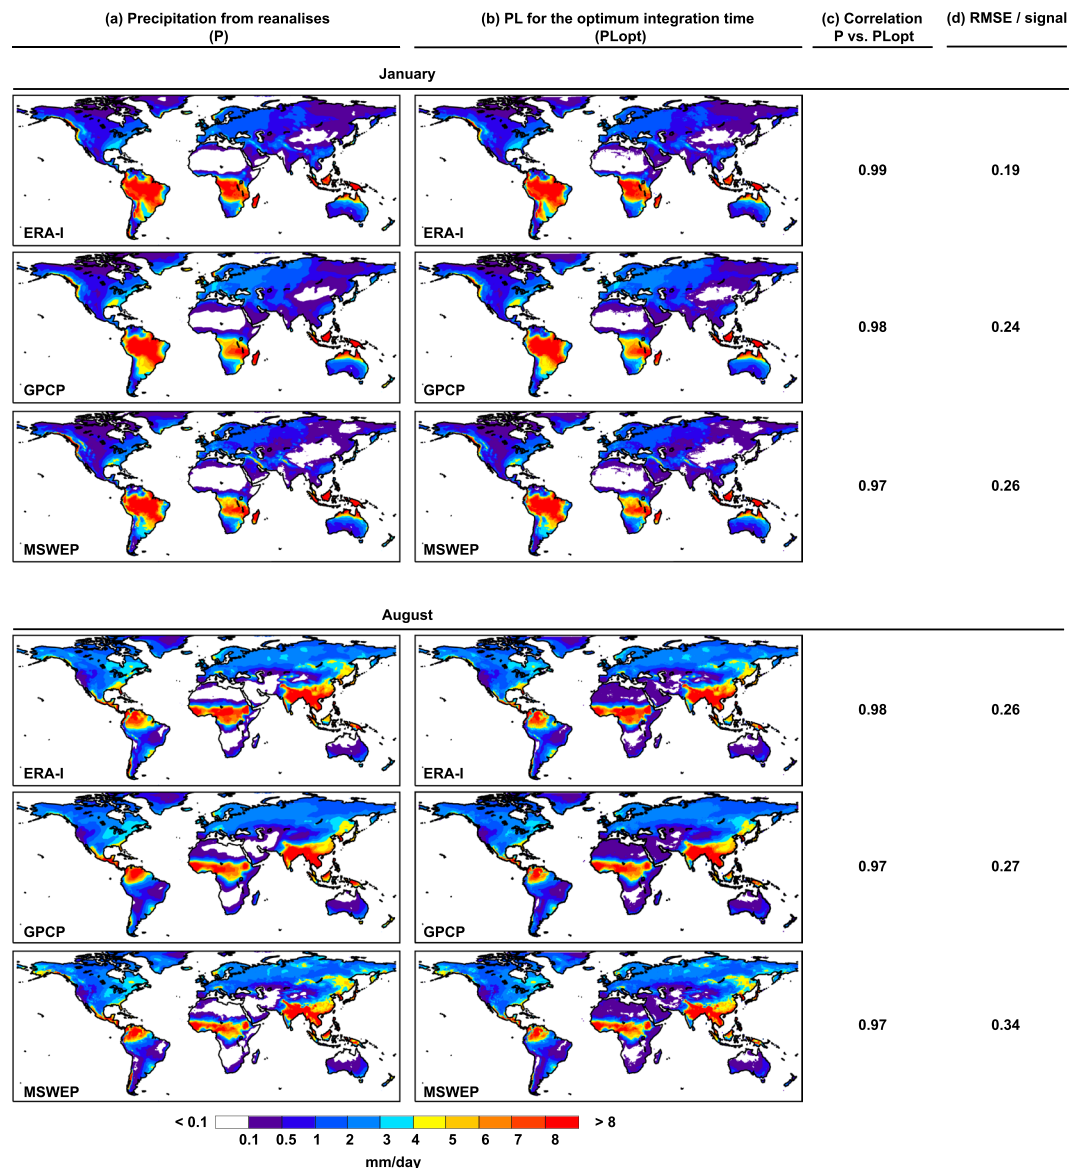 (a) Precipitation from reanalises
(P)
(b) PL for the optimum integration time
(PLopt)
(c) Correlation
P vs. PLopt
(d) RMSE / signal
January
ERA-I
ERA-I
0.99
0.19
GPCP
GPCP
0.98
0.24
MSWEP
MSWEP
0.97
0.26
August
ERA-I
ERA-I
0.98
0.26
GPCP
GPCP
0.97
0.27
MSWEP
MSWEP
0.97
0.34
< 0.1
> 8
0.1 0.5 1 2 3 4 5 6 7 8
mm/day